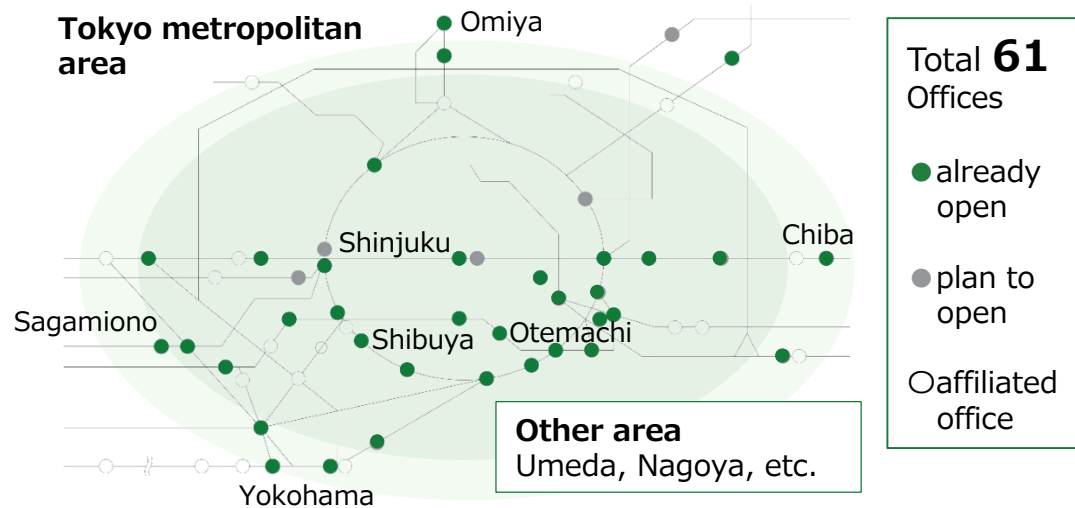 Tokyo metropolitan
area
Omiya
Shinjuku
Chiba
Sagamiono
Shibuya
Otemachi
Yokohama
Other area
Umeda, Nagoya, etc.
Total 61
Offices
already
open
plan to
open
affiliated
office